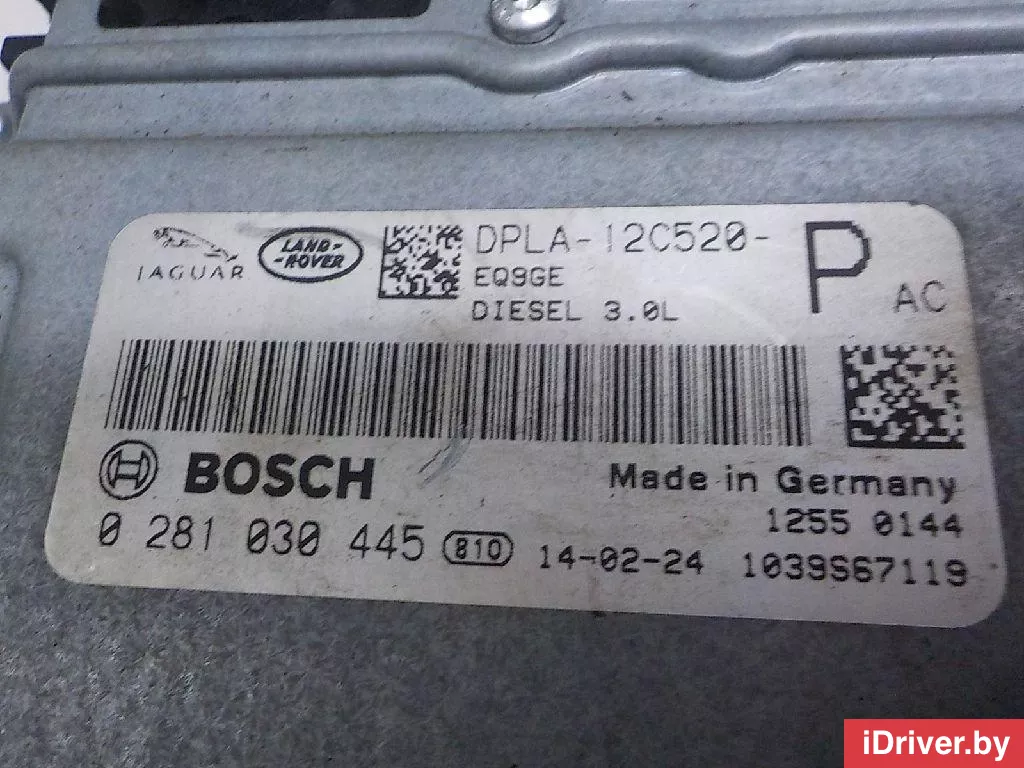 JAGUAR
LAND-
-ROVER
DPLA-12C520-
P
AC
EQ9GE
DIESEL 3.0L
BOSCH
Made in Germany
1255 0144
0 281 030 445 810 14-02-24 1039S67119
iDriver.by